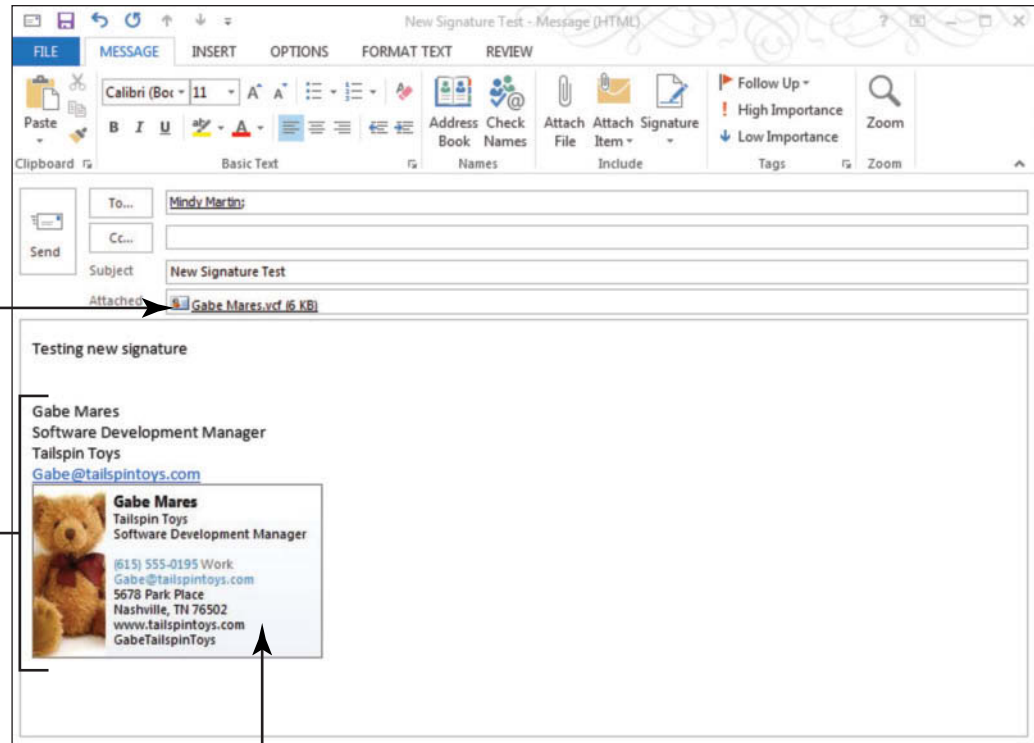 New Signature Test - Message (HTML)
FILE MESSAGE INSERT OPTIONS FORMAT TEXT REVIEW
Paste
Clipboard
Calibri (Boc 11
B I U
Basic Text
Address Book
Check Names
Names
Attach File
Attach Item
Signature
Include
Follow Up
High Importance
Low Importance
Tags
Zoom
Zoom
Send
To... Mindy Martin;
Cc...
Subject New Signature Test
Attached Gabe Mares.vcf (6 KB)
Testing new signature
Gabe Mares
Software Development Manager
Tailspin Toys
Gabe@tailspintoys.com
Gabe Mares
Tailspin Toys
Software Development Manager
(615) 555-0195 Work
Gabe@tailspintoys.com
5678 Park Place
Nashville, TN 76502
www.tailspintoys.com
GabeTailspinToys